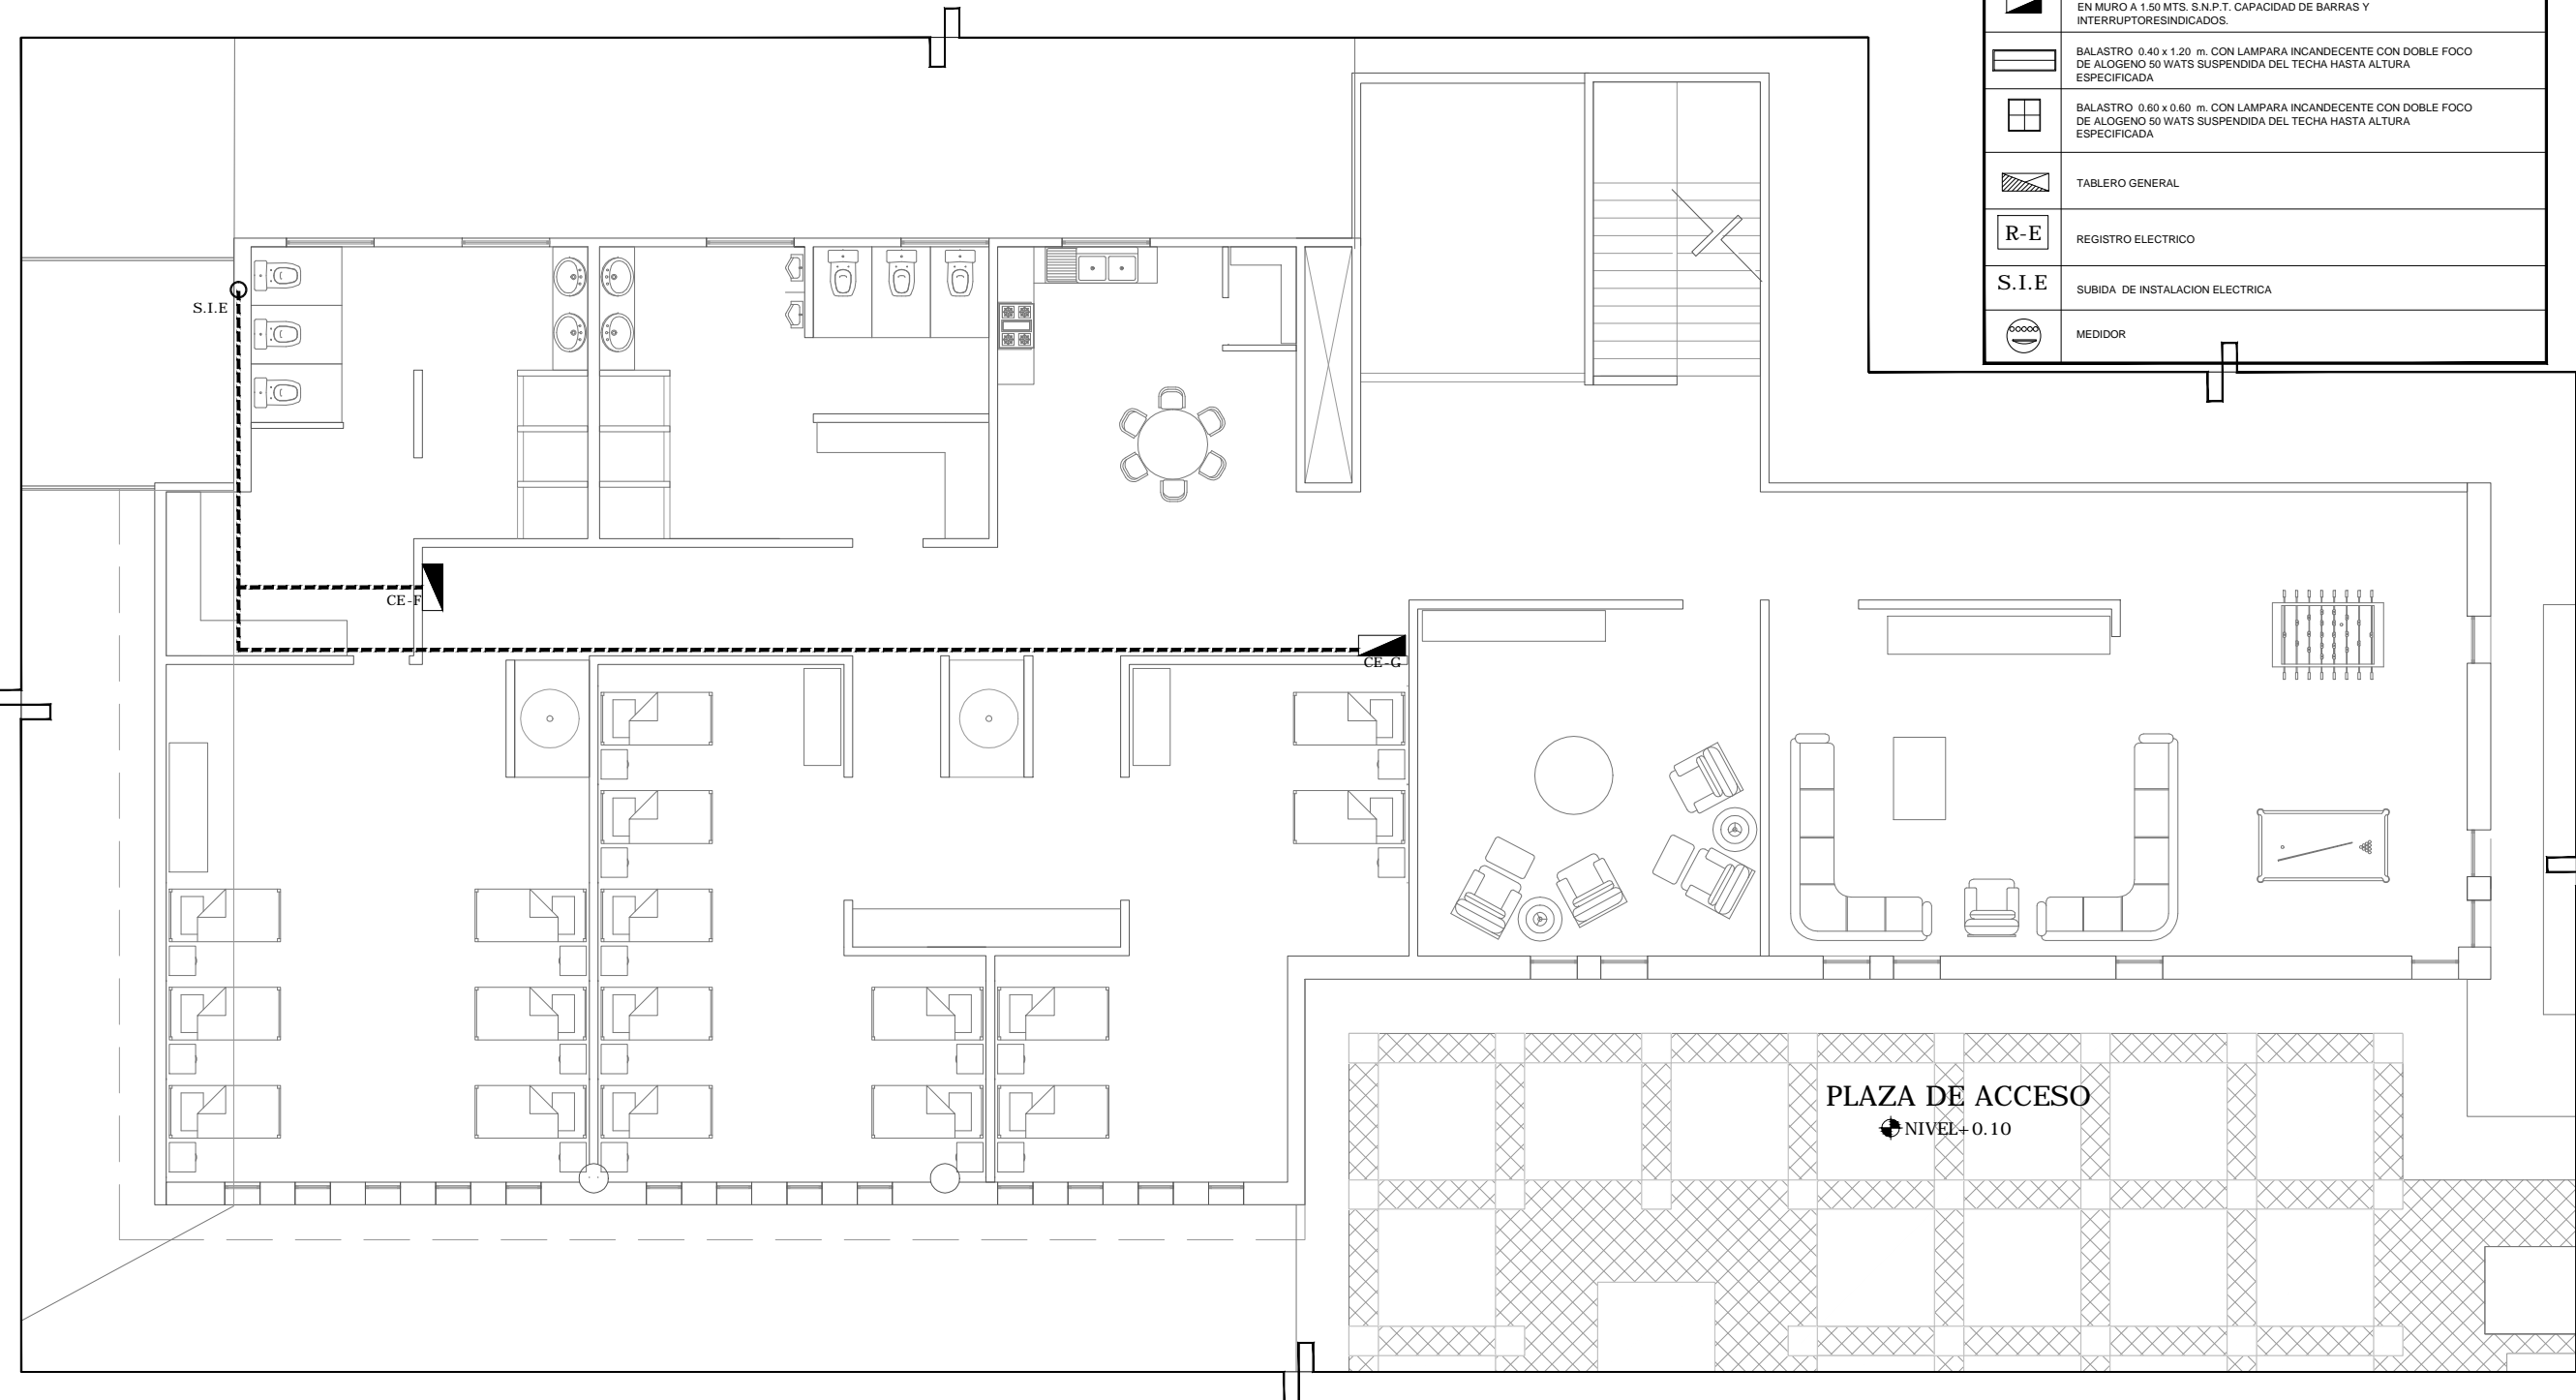 EN MURO A 1.50 MTS. S.N.P.T. CAPACIDAD DE BARRAS Y
INTERRUPTORESINDICADOS.
BALASTRO 0.40 x 1.20 m. CON LAMPARA INCANDECENTE CON DOBLE FOCO
DE ALOGENO 50 WATS SUSPENDIDA DEL TECHA HASTA ALTURA
ESPECIFICADA
BALASTRO 0.60 x 0.60 m. CON LAMPARA INCANDECENTE CON DOBLE FOCO
DE ALOGENO 50 WATS SUSPENDIDA DEL TECHA HASTA ALTURA
ESPECIFICADA
TABLERO GENERAL
R-E REGISTRO ELECTRICO
S.I.E SUBIDA DE INSTALACION ELECTRICA
MEDIDOR
S.I.E
CE-F
CE-G
PLAZA DE ACCESO
NIVEL+0.10